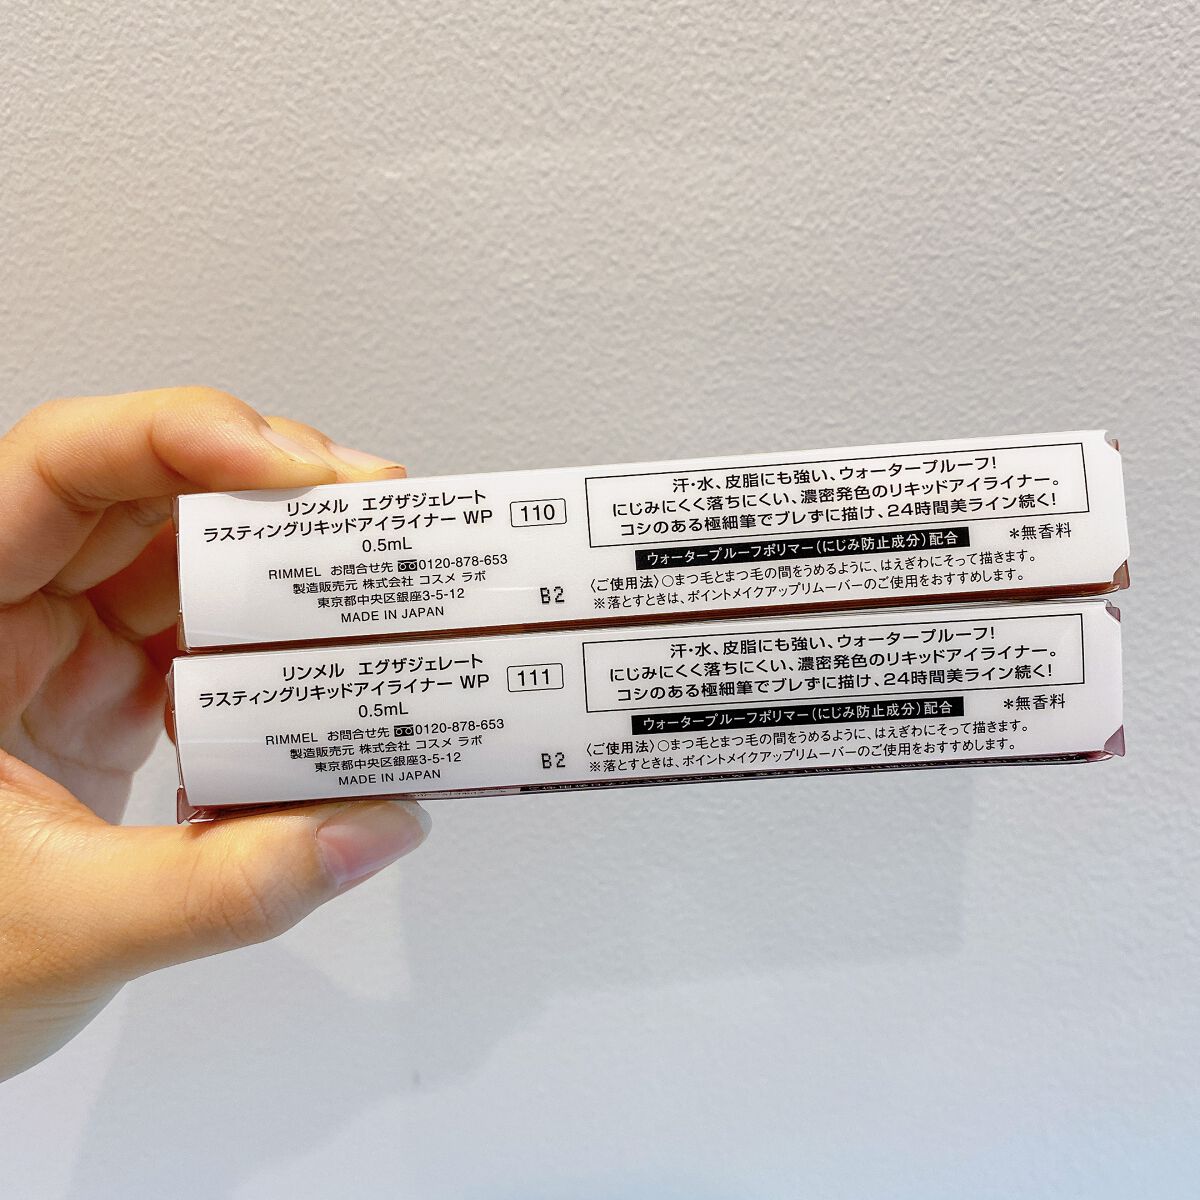 リンメル エグザジェレート
ラスティングリキッドアイライナー WP 110
0.5mL
RIMMEL お問合せ先 0120-878-653
製造販売元 株式会社 コスメ ラボ
東京都中央区銀座3-5-12
MADE IN JAPAN
B2
汗・水、皮脂にも強い、ウォータープルーフ!
にじみにくく落ちにくい、濃密発色のリキッドアイライナー。
コシのある極細筆でブレずに描け、24時間美ライン続く!
ウォータープルーフポリマー(にじみ防止成分)配合 *無香料
〈ご使用法〉○まつ毛とまつ毛の間をうめるように、はえぎわにそって描きます。
※落とすときは、ポイントメイクアップリムーバーのご使用をおすすめします。
リンメル エグザジェレート
ラスティングリキッドアイライナー WP 111
0.5mL
RIMMEL お問合せ先 0120-878-653
製造販売元 株式会社 コスメ ラボ
東京都中央区銀座3-5-12
MADE IN JAPAN
B2
汗・水、皮脂にも強い、ウォータープルーフ!
にじみにくく落ちにくい、濃密発色のリキッドアイライナー。
コシのある極細筆でブレずに描け、24時間美ライン続く!
ウォータープルーフポリマー(にじみ防止成分)配合 *無香料
〈ご使用法〉○まつ毛とまつ毛の間をうめるように、はえぎわにそって描きます。
※落とすときは、ポイントメイクアップリムーバーのご使用をおすすめします。